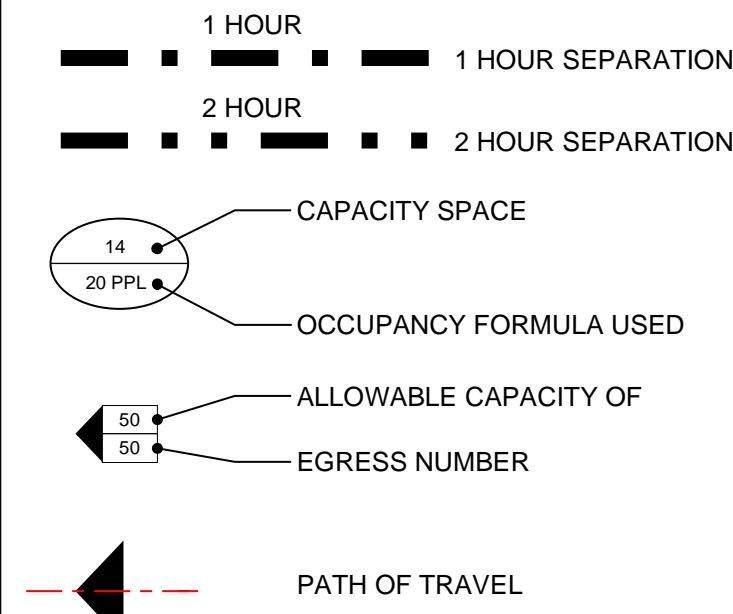 1 HOUR
1 HOUR SEPARATION
2 HOUR
2 HOUR SEPARATION
CAPACITY SPACE
14
20 PPL
OCCUPANCY FORMULA USED
ALLOWABLE CAPACITY OF
50
50
EGRESS NUMBER
PATH OF TRAVEL